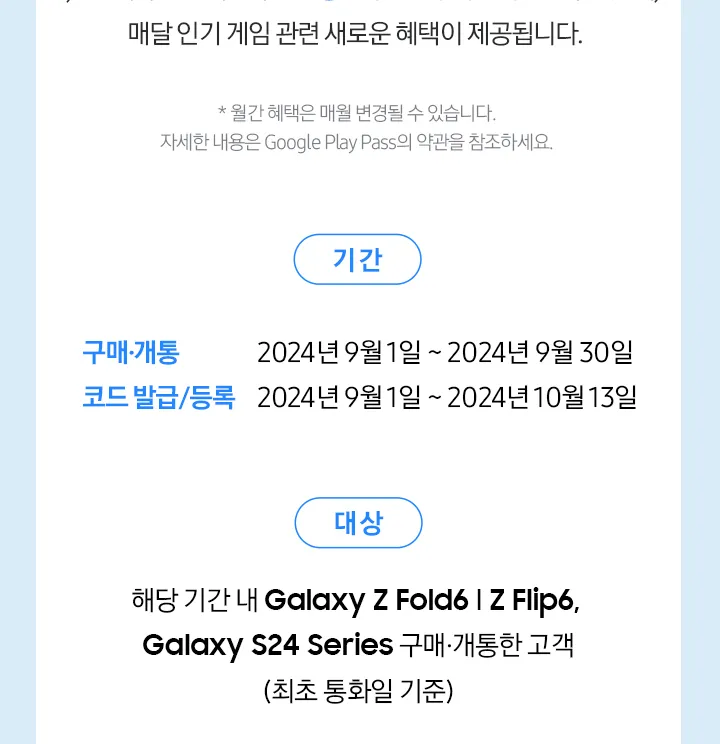 매달 인기 게임 관련 새로운 혜택이 제공됩니다.
* 월간 혜택은 매월 변경될 수 있습니다.
자세한 내용은 Google Play Pass의 약관을 참조하세요.
기간
구매·개통 2024년 9월 1일 ~ 2024년 9월 30일
코드 발급/등록 2024년 9월 1일 ~ 2024년 10월 13일
대상
해당 기간 내 Galaxy Z Fold6 l Z Flip6,
Galaxy S24 Series 구매·개통한 고객
(최초 통화일 기준)